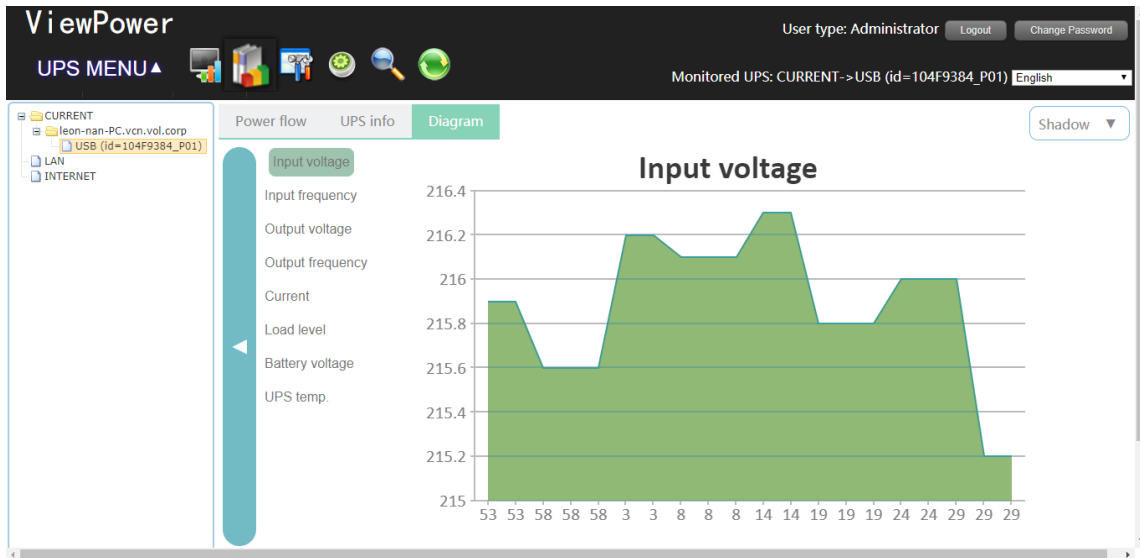 ViewPower
User type: Administrator Logout Change Password
UPS MENU▲
Monitored UPS: CURRENT->USB (id=104F9384_P01) English
CURRENT
leon-nan-PC.vcn.vol.corp
USB (id=104F9384_P01)
LAN
INTERNET
Power flow UPS info Diagram
Shadow ▼
Input voltage
Input frequency
Output voltage
Output frequency
Current
Load level
Battery voltage
UPS temp.
Input voltage
216.4
216.2
216
215.8
215.6
215.4
215.2
215
53 53 58 58 58 3 3 8 8 8 14 14 19 19 19 24 24 29 29 29